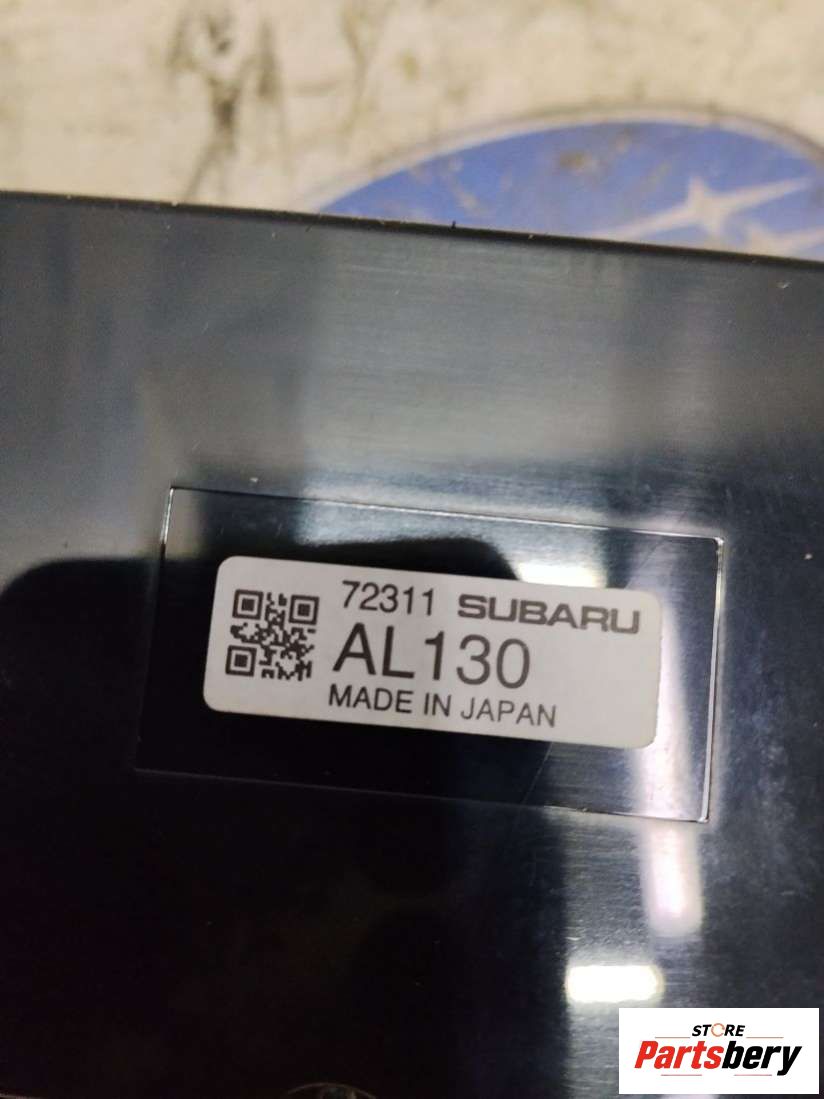 72311 SUBARU
AL130
MADE IN JAPAN
STORE
Partsbery